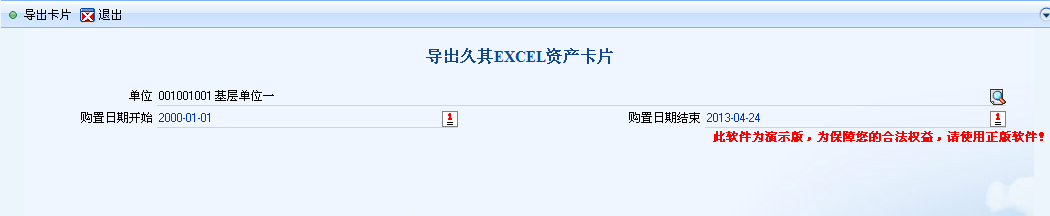 导出卡片 退出
导出久其EXCEL资产卡片
单位 001001001 基层单位一
购置日期开始 2000-01-01 购置日期结束 2013-04-24
此软件为演示版，为保障您的合法权益，请使用正版软件！